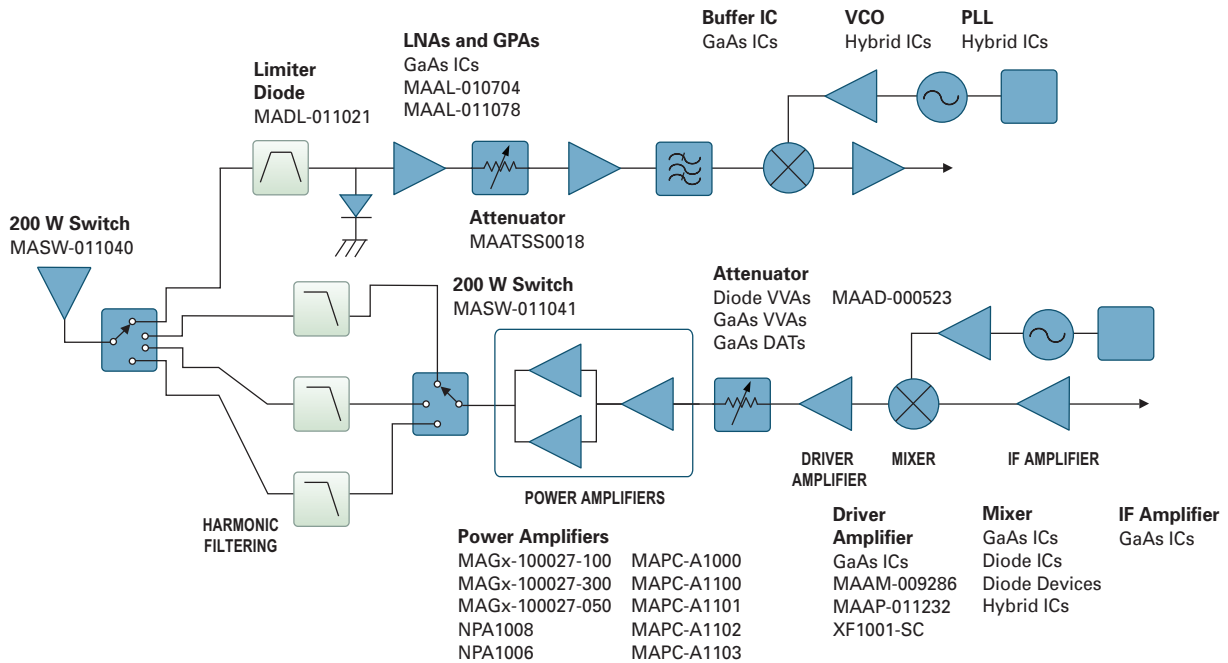 Buffer IC
GaAs ICs
VCO
Hybrid ICs
PLL
Hybrid ICs
LNAs and GPAs
GaAs ICs
MAAL-010704
MAAL-011078
Limiter
Diode
MADL-011021
Attenuator
MAATSS0018
200 W Switch
MASW-011040
200 W Switch
MASW-011041
Attenuator
Diode VVAs MAAD-000523
GaAs VVAs
GaAs DATs
DRIVER
AMPLIFIER
MIXER
IF AMPLIFIER
POWER AMPLIFIERS
HARMONIC
FILTERING
Power Amplifiers
MAGx-100027-100 MAPC-A1000
MAGx-100027-300 MAPC-A1100
MAGx-100027-050 MAPC-A1101
NPA1008 MAPC-A1102
NPA1006 MAPC-A1103
Driver
Amplifier
GaAs ICs
MAAM-009286
MAAP-011232
XF1001-SC
Mixer
GaAs ICs
Diode ICs
Diode Devices
Hybrid ICs
IF Amplifier
GaAs ICs